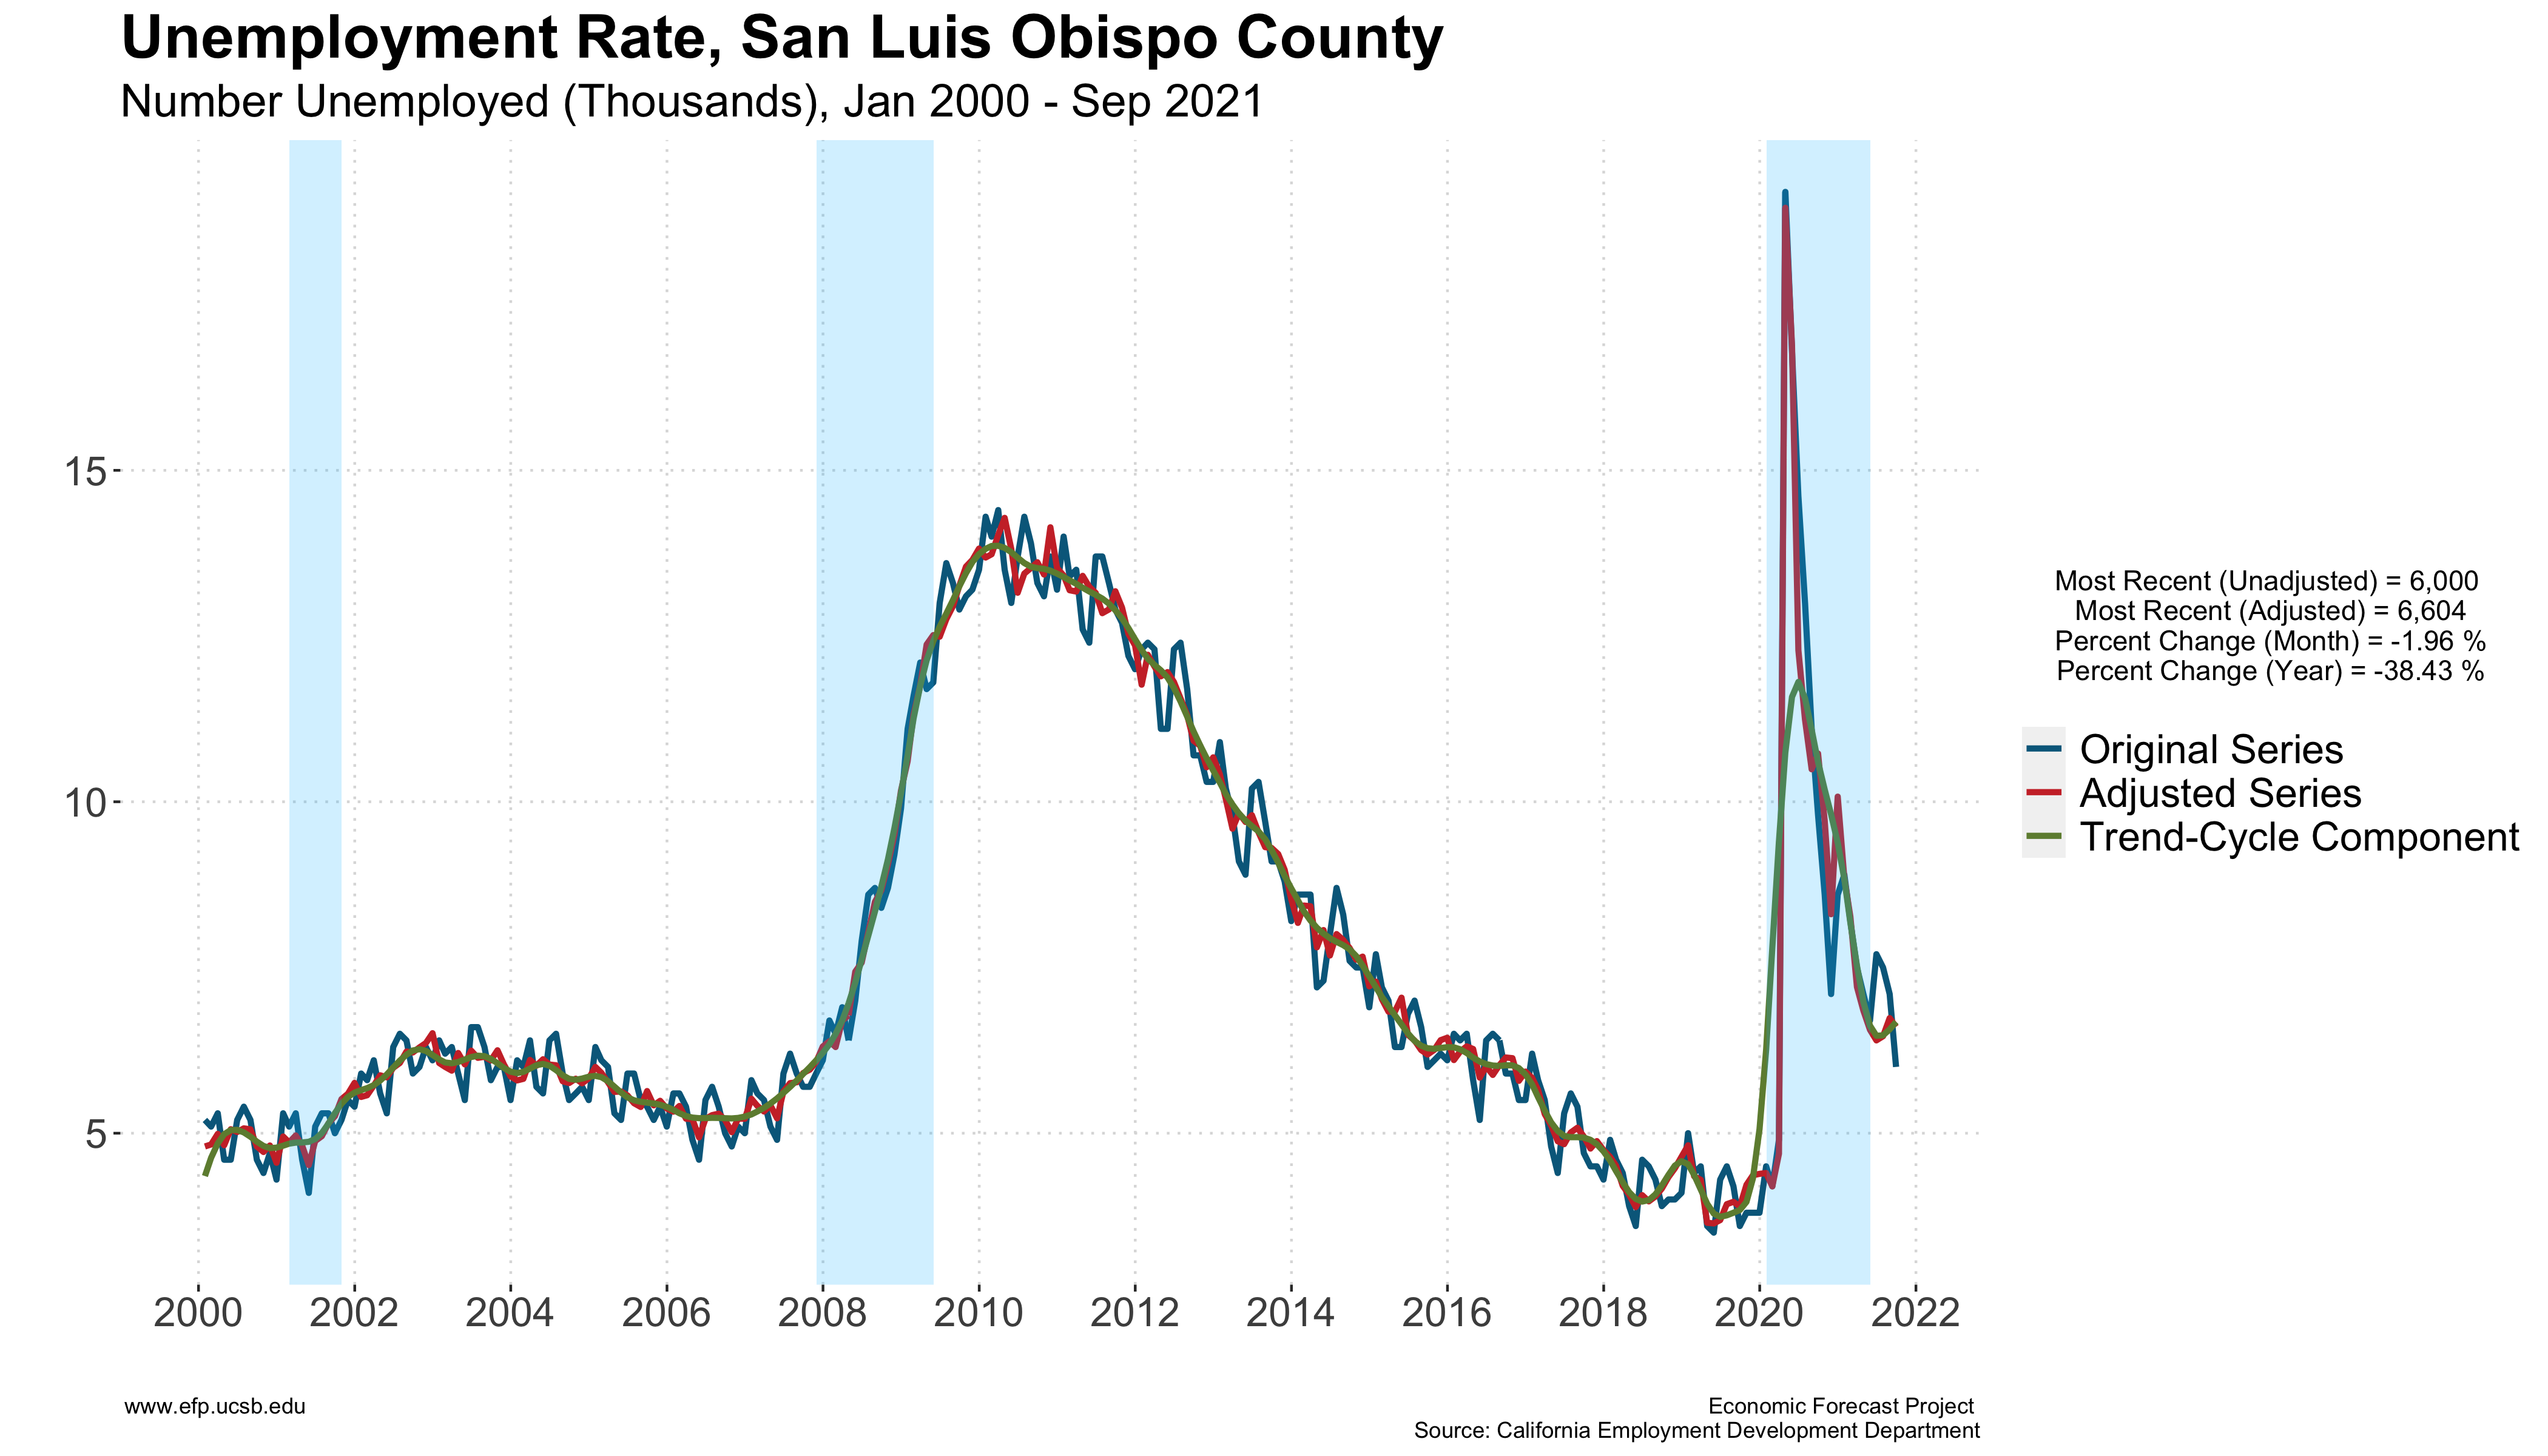 Unemployment Rate, San Luis Obispo County
Number Unemployed (Thousands), Jan 2000 - Sep 2021
15
10
5
2000 2002 2004 2006 2008 2010 2012 2014 2016 2018 2020 2022
Most Recent (Unadjusted) = 6,000
Most Recent (Adjusted) = 6,604
Percent Change (Month) = -1.96 %
Percent Change (Year) = -38.43 %
Original Series
Adjusted Series
Trend-Cycle Component
www.efp.ucsb.edu
Economic Forecast Project
Source: California Employment Development Department